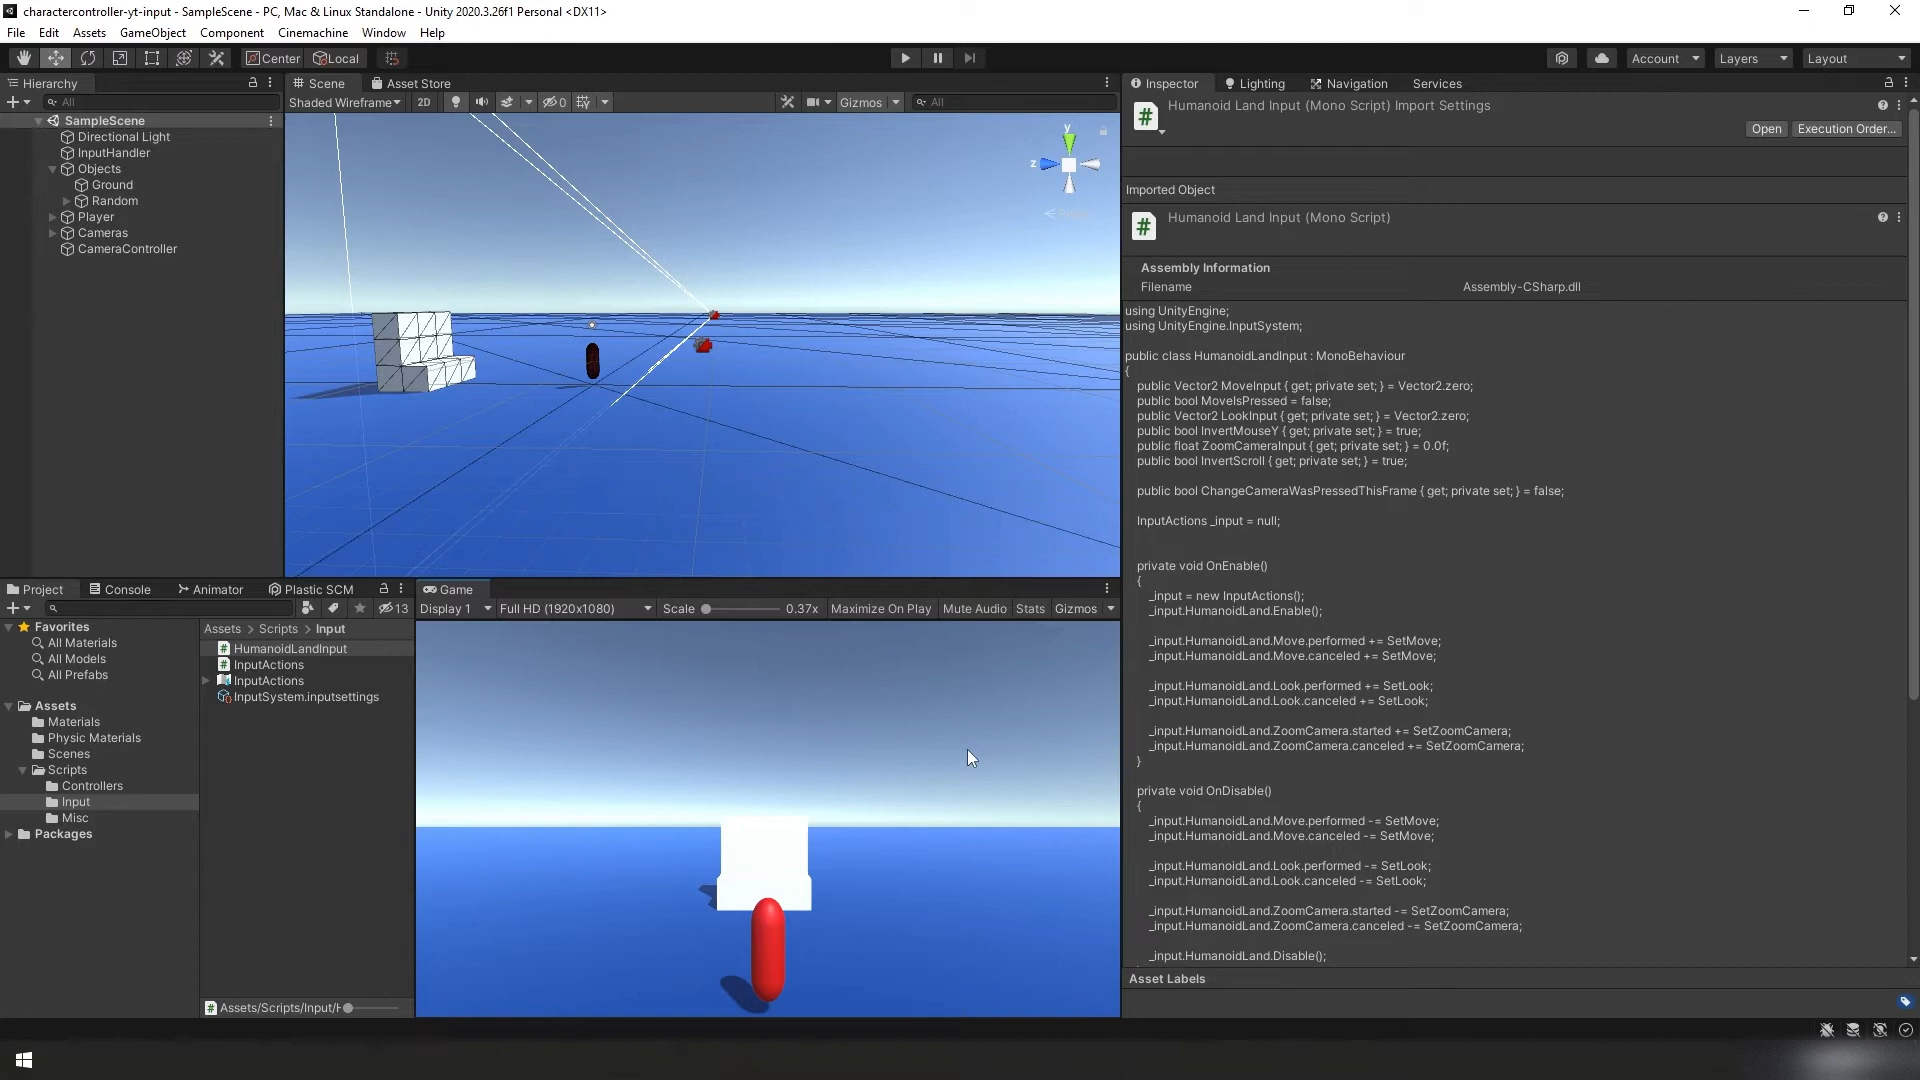 charactercontroller-yt-input - SampleScene - PC, Mac & Linux Standalone - Unity 2020.3.26f1 Personal <DX11>
File Edit Assets GameObject Component Cinemachine Window Help
Center Local Account Layers Layout
Hierarchy
All
SampleScene
Directional Light
InputHandler
Objects
Ground
Random
Player
Cameras
CameraController
Scene Asset Store
Shaded Wireframe 2D 0 Gizmos All
y
z
Inspector Lighting Navigation Services
Humanoid Land Input (Mono Script) Import Settings
Open Execution Order...
Imported Object
Humanoid Land Input (Mono Script)
Assembly Information
Filename Assembly-CSharp.dll
using UnityEngine;
using UnityEngine.InputSystem;
public class HumanoidLandInput : MonoBehaviour
{
public Vector2 MoveInput { get; private set; } = Vector2.zero;
public bool MoveIsPressed = false;
public Vector2 LookInput { get; private set; } = Vector2.zero;
public bool InvertMouseY { get; private set; } = true;
public float ZoomCameraInput { get; private set; } = 0.0f;
public bool InvertScroll { get; private set; } = true;
public bool ChangeCameraWasPressedThisFrame { get; private set; } = false;
InputActions _input = null;
private void OnEnable()
{
_input = new InputActions();
_input.HumanoidLand.Enable();
_input.HumanoidLand.Move.performed += SetMove;
_input.HumanoidLand.Move.canceled += SetMove;
_input.HumanoidLand.Look.performed += SetLook;
_input.HumanoidLand.Look.canceled += SetLook;
_input.HumanoidLand.ZoomCamera.started += SetZoomCamera;
_input.HumanoidLand.ZoomCamera.canceled += SetZoomCamera;
}
private void OnDisable()
{
_input.HumanoidLand.Move.performed -= SetMove;
_input.HumanoidLand.Move.canceled -= SetMove;
_input.HumanoidLand.Look.performed -= SetLook;
_input.HumanoidLand.Look.canceled -= SetLook;
_input.HumanoidLand.ZoomCamera.started -= SetZoomCamera;
_input.HumanoidLand.ZoomCamera.canceled -= SetZoomCamera;
_input.HumanoidLand.Disable();
Asset Labels
Project Console Animator Plastic SCM
13
Favorites
All Materials
All Models
All Prefabs
Assets
Materials
Physic Materials
Scenes
Scripts
Controllers
Input
Misc
Packages
Assets > Scripts > Input
HumanoidLandInput
InputActions
InputActions
InputSystem.inputsettings
Assets/Scripts/Input/H
Game
Display 1 Full HD (1920x1080) Scale 0.37x Maximize On Play Mute Audio Stats Gizmos